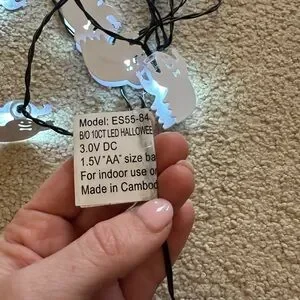 Model: ES55-84
B/O 10CT LED HALLOWEE
3.0V DC
1.5V "AA" size ba
For indoor use o
Made in Cambod